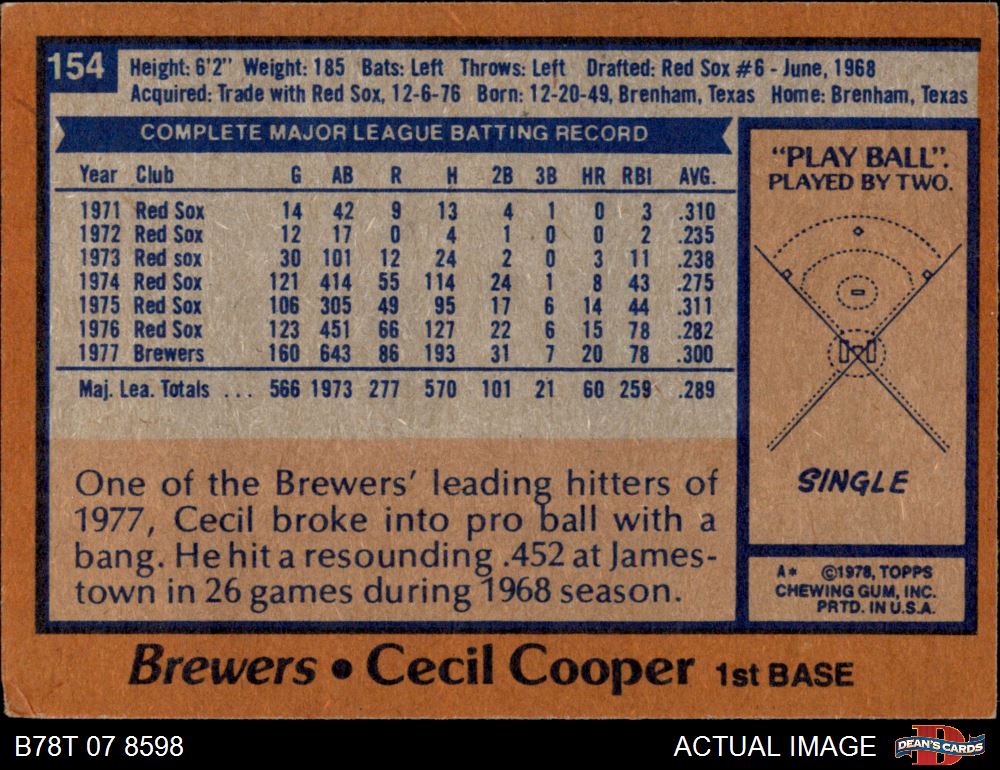 154
Height: 6'2" Weight: 185 Bats: Left Throws: Left Drafted: Red Sox #6 - June, 1968
Acquired: Trade with Red Sox, 12-6-76 Born: 12-20-49, Brenham, Texas Home: Brenham, Texas
COMPLETE MAJOR LEAGUE BATTING RECORD
Year Club G AB R H 2B 3B HR RBI AVG.
1971 Red Sox 14 42 9 13 4 1 0 3 .310
1972 Red Sox 12 17 0 4 1 0 0 2 .235
1973 Red sox 30 101 12 24 2 0 3 11 .238
1974 Red Sox 121 414 55 114 24 1 8 43 .275
1975 Red Sox 106 305 49 95 17 6 14 44 .311
1976 Red Sox 123 451 66 127 22 6 15 78 .282
1977 Brewers 160 643 86 193 31 7 20 78 .300
Maj. Lea. Totals ... 566 1973 277 570 101 21 60 259 .289
One of the Brewers' leading hitters of
1977, Cecil broke into pro ball with a
bang. He hit a resounding .452 at James-
town in 26 games during 1968 season.
"PLAY BALL".
PLAYED BY TWO.
SINGLE
A* ©1978, TOPPS
CHEWING GUM, INC.
PRTD. IN U.S.A.
Brewers • Cecil Cooper 1st BASE
B78T 07 8598
ACTUAL IMAGE
DEAN'S CARDS